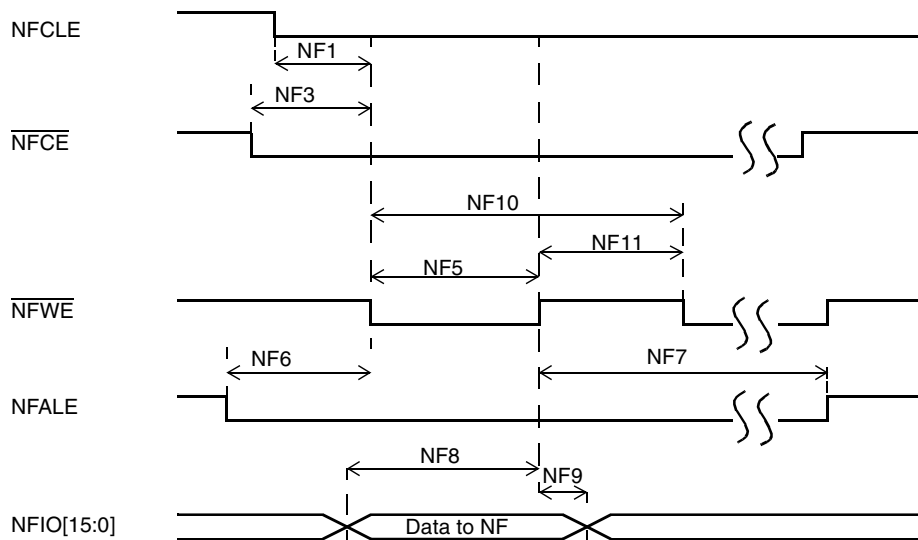 NFCLE
NF1
NF3
NFCE
NF10
NF11
NF5
NFWE
NF6
NF7
NFALE
NF8
NF9
NFIO[15:0]
Data to NF